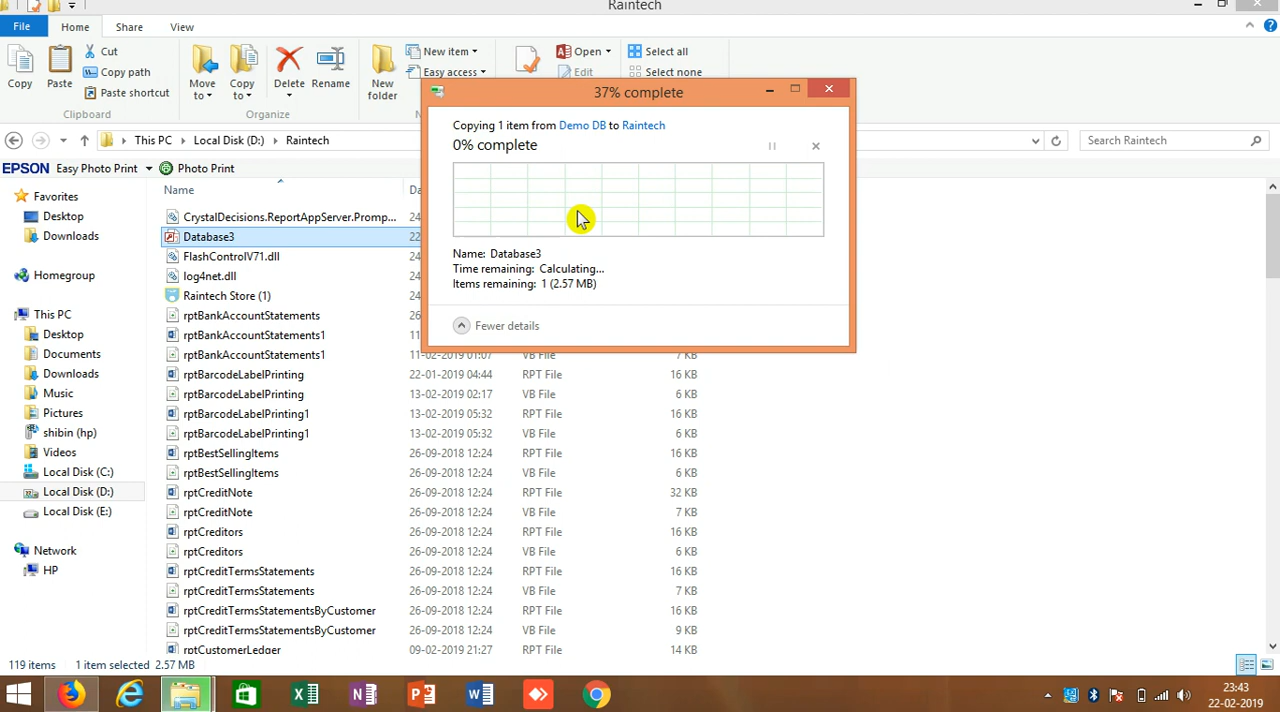 Raintech
File Home Share View
Copy
Paste
Cut
Copy path
Paste shortcut
Clipboard
Move to
Copy to
Delete
Rename
Organize
New folder
New item
Easy access
Open
Edit
Select all
Select none
37% complete
Copying 1 item from Demo DB to Raintech
0% complete
Name: Database3
Time remaining: Calculating...
Items remaining: 1 (2.57 MB)
Fewer details
This PC Local Disk (D:) Raintech
Search Raintech
EPSON Easy Photo Print Photo Print
Favorites
Desktop
Downloads
Homegroup
This PC
Desktop
Documents
Downloads
Music
Pictures
shibin (hp)
Videos
Local Disk (C:)
Local Disk (D:)
Local Disk (E:)
Network
HP
Name
CrystalDecisions.ReportAppServer.Promp... 24
Database3 22
FlashControlV71.dll 24
log4net.dll 24
Raintech Store (1) 24
rptBankAccountStatements 26
rptBankAccountStatements1 11
rptBankAccountStatements1 11-02-2019 01:07 VB File 7 KB
rptBarcodeLabelPrinting 22-01-2019 04:44 RPT File 16 KB
rptBarcodeLabelPrinting 13-02-2019 02:17 VB File 6 KB
rptBarcodeLabelPrinting1 13-02-2019 05:32 RPT File 16 KB
rptBarcodeLabelPrinting1 13-02-2019 05:32 VB File 6 KB
rptBestSellingItems 26-09-2018 12:24 RPT File 16 KB
rptBestSellingItems 26-09-2018 12:24 VB File 6 KB
rptCreditNote 26-09-2018 12:24 RPT File 32 KB
rptCreditNote 26-09-2018 12:24 VB File 7 KB
rptCreditors 26-09-2018 12:24 RPT File 16 KB
rptCreditors 26-09-2018 12:24 VB File 6 KB
rptCreditTermsStatements 26-09-2018 12:24 RPT File 16 KB
rptCreditTermsStatements 26-09-2018 12:24 VB File 7 KB
rptCreditTermsStatementsByCustomer 26-09-2018 12:24 RPT File 16 KB
rptCreditTermsStatementsByCustomer 26-09-2018 12:24 VB File 9 KB
rptCustomerLedger 09-02-2019 21:27 RPT File 14 KB
119 items 1 item selected 2.57 MB
23:43
22-02-2019